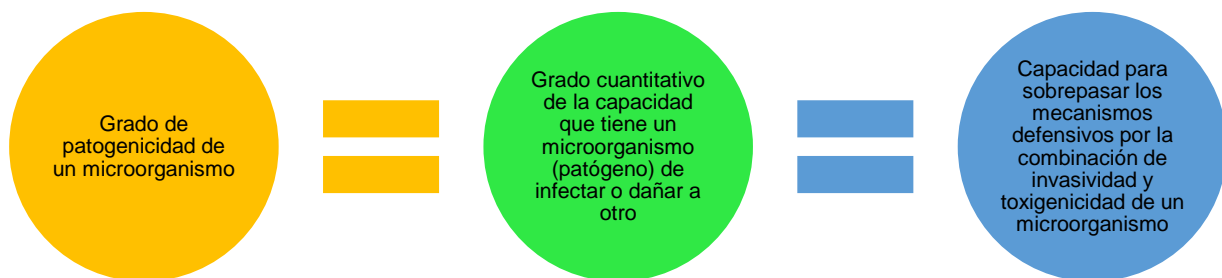 Grado de
patogenicidad de
un microorganismo
Grado cuantitativo
de la capacidad
que tiene un
microorganismo
(patógeno) de
infectar o dañar a
otro
Capacidad para
sobrepasar los
mecanismos
defensivos por la
combinación de
invasividad y
toxigenicidad de un
microorganismo